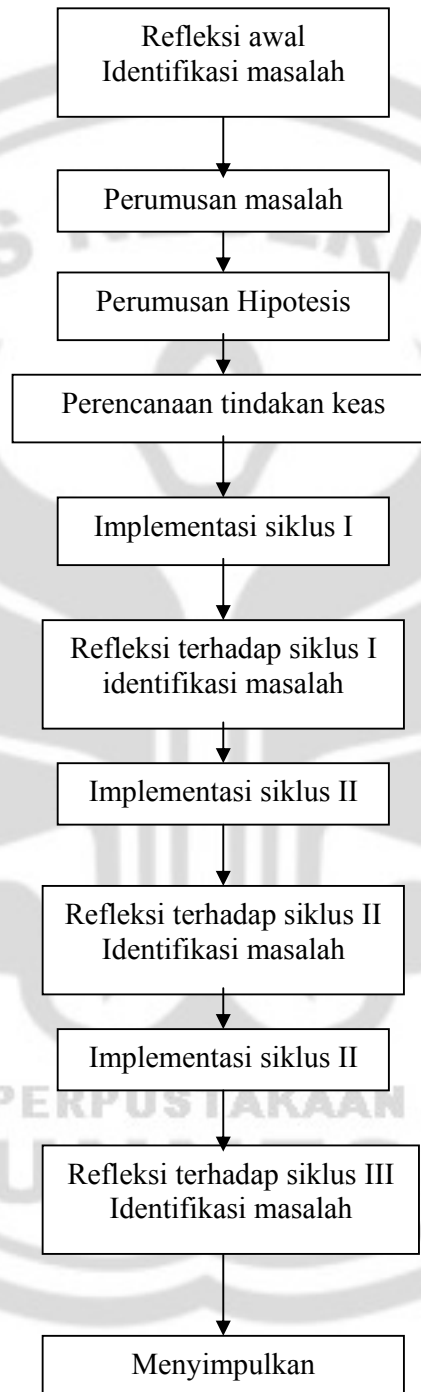 Refleksi awal
Identifikasi masalah
Perumusan masalah
Perumusan Hipotesis
Perencanaan tindakan keas
Implementasi siklus I
Refleksi terhadap siklus I
identifikasi masalah
Implementasi siklus II
Refleksi terhadap siklus II
Identifikasi masalah
Implementasi siklus II
PERPUSTAKAAN
Refleksi terhadap siklus III
Identifikasi masalah
Menyimpulkan